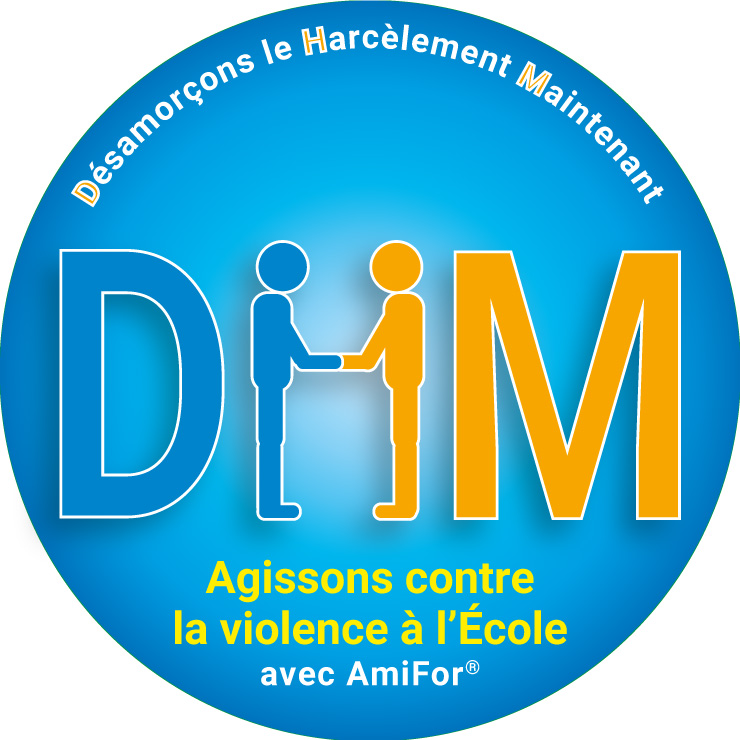 Désamorçons le Harcèlement Maintenant
DHM
Agissons contre
la violence à l’École
avec AmiFor®